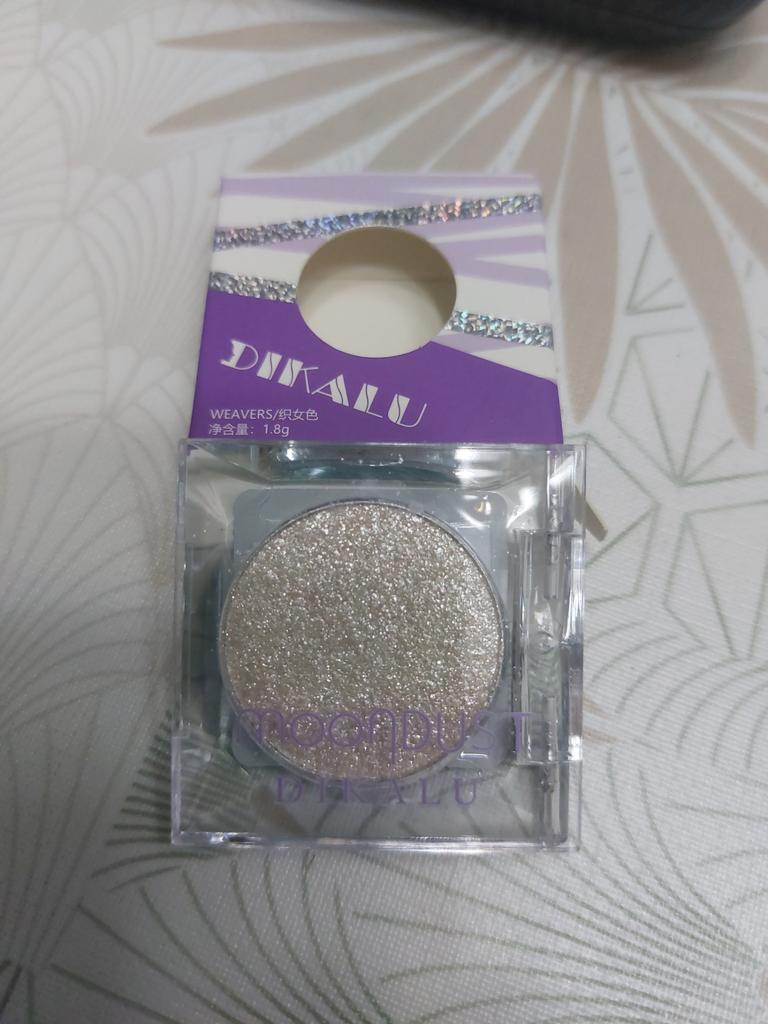 DIKALU
WEAVERS/织女色
净含量：1.8g
MOONDUST
DIKALU